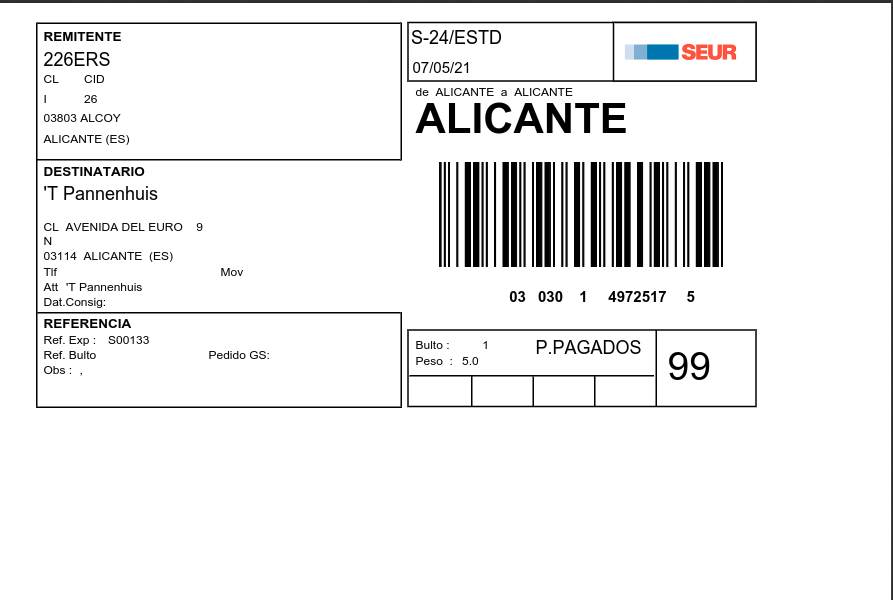 REMITENTE
226ERS
CL CID
I 26
03803 ALCOY
ALICANTE (ES)
DESTINATARIO
'T Pannenhuis
CL AVENIDA DEL EURO 9
N
03114 ALICANTE (ES)
Tlf Mov
Att 'T Pannenhuis
Dat.Consig:
REFERENCIA
Ref. Exp : S00133
Ref. Bulto Pedido GS:
Obs : ,
S-24/ESTD
07/05/21
SEUR
de ALICANTE a ALICANTE
ALICANTE
03 030 1 4972517 5
Bulto : 1
Peso : 5.0
P.PAGADOS
99